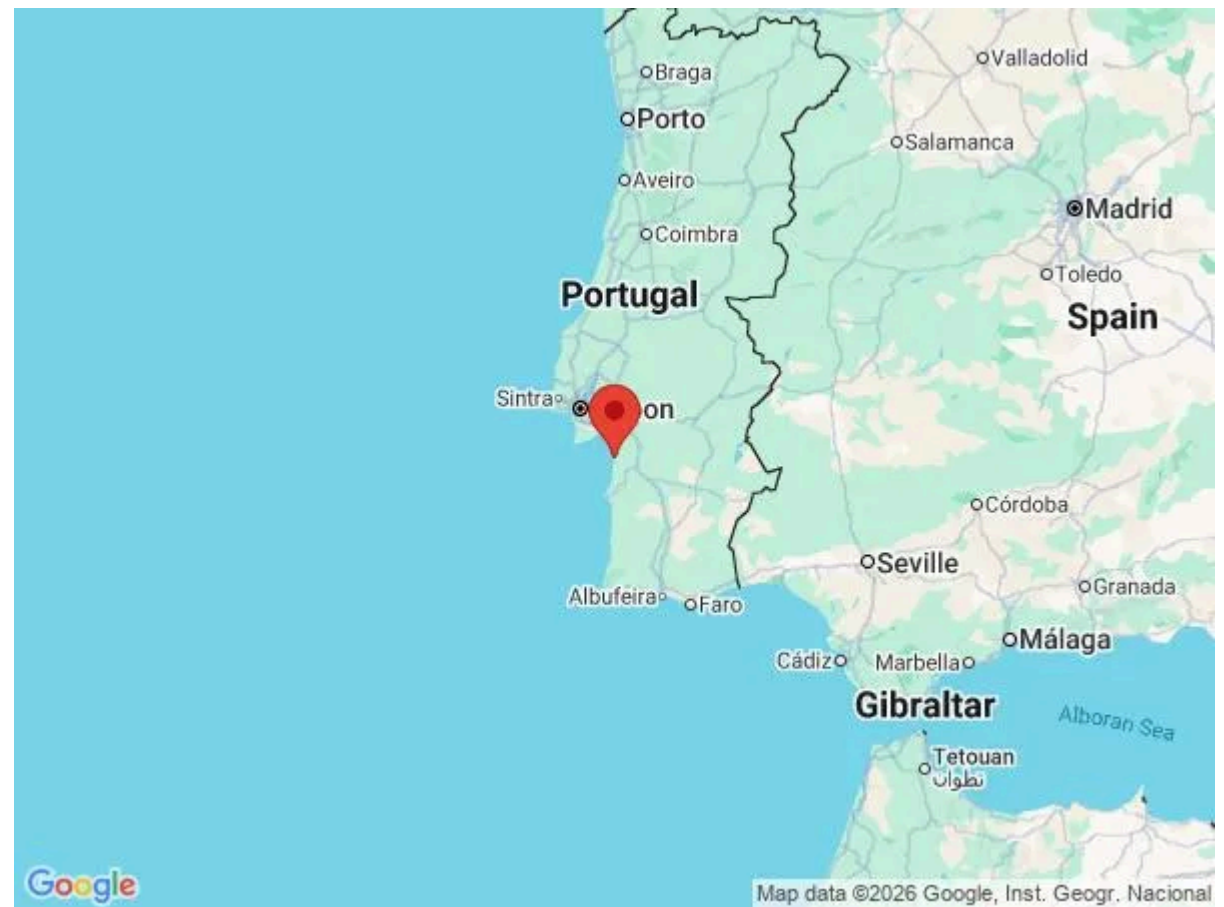 Braga
Valladolid
Porto
Salamanca
Aveiro
Madrid
Coimbra
Toledo
Portugal
Spain
Sintra
on
Córdoba
Seville
Granada
Albufeira
Faro
Málaga
Cádiz
Marbella
Gibraltar
Alboran Sea
Tetouan
تطوان
Google
Map data ©2026 Google, Inst. Geogr. Nacional